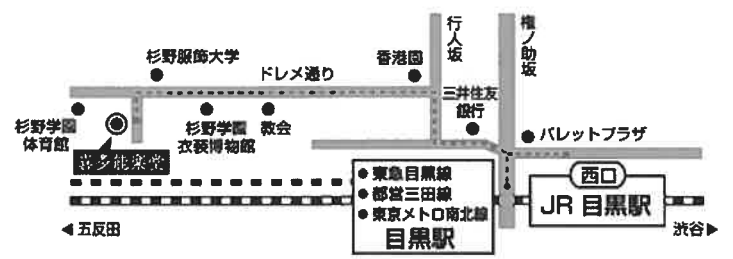 行人坂
権ノ助坂
杉野服飾大学
ドレメ通り
香港園
三井住友
銀行
杉野学園
体育館
杉野学園
衣装博物館
教会
パレットプラザ
喜多能楽堂
東急目黒線
都営三田線
東京メトロ南北線
目黒駅
西口
JR 目黒駅
五反田
渋谷